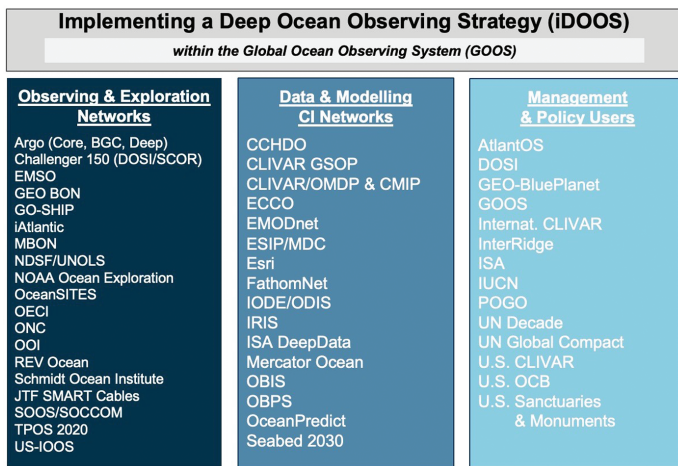 Implementing a Deep Ocean Observing Strategy (iDOOS)
within the Global Ocean Observing System (GOOS)
Observing & Exploration
Networks
Argo (Core, BGC, Deep)
Challenger 150 (DOSI/SCOR)
EMSO
GEO BON
GO-SHIP
iAtlantic
MBON
NDSF/UNOLS
NOAA Ocean Exploration
OceanSITES
OECI
ONC
OOI
REV Ocean
Schmidt Ocean Institute
JTF SMART Cables
SOOS/SOCCOM
TPOS 2020
US-IOOS
Data & Modelling
CI Networks
CCHDO
CLIVAR GSOP
CLIVAR/OMDP & CMIP
ECCO
EMODnet
ESIP/MDC
Esri
FathomNet
IODE/ODIS
IRIS
ISA DeepData
Mercator Ocean
OBIS
OBPS
OceanPredict
Seabed 2030
Management
& Policy Users
AtlantOS
DOSI
GEO-BluePlanet
GOOS
Internat. CLIVAR
InterRidge
ISA
IUCN
POGO
UN Decade
UN Global Compact
U.S. CLIVAR
U.S. OCB
U.S. Sanctuaries
& Monuments